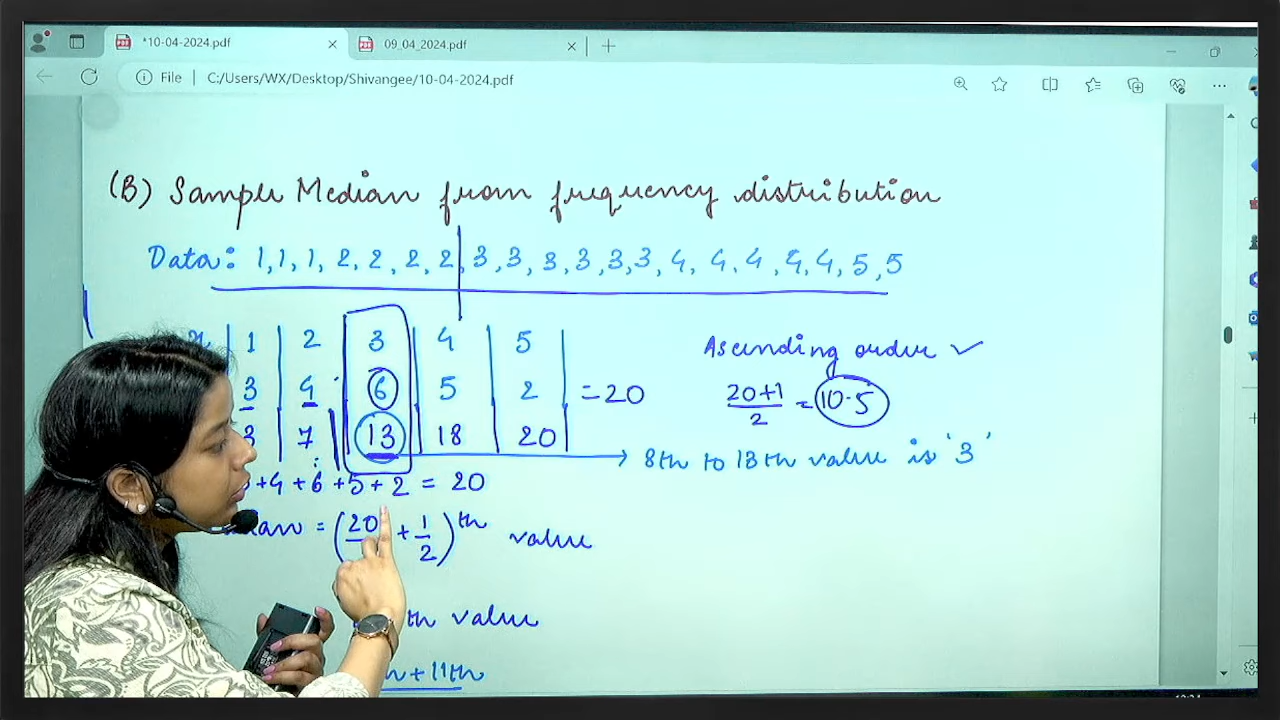 *10-04-2024.pdf
09_04_2024.pdf
File
C:/Users/WX/Desktop/Shivangee/10-04-2024.pdf
(B) Sample Median from frequency distribution
Data: 1,1,1, 2, 2, 2, 2, 3, 3, 3, 3, 3, 3, 4, 4, 4, 4, 4, 5, 5
1 2 3 4 5
3 4 6 5 2 = 20
3 7 13 18 20
Ascending order ✓
20+1/2 = 10.5
8th to 13th value is '3'
+4 + 6 + 5 + 2 = 20
= (20 + 1/2)th value
th value
+ 11th